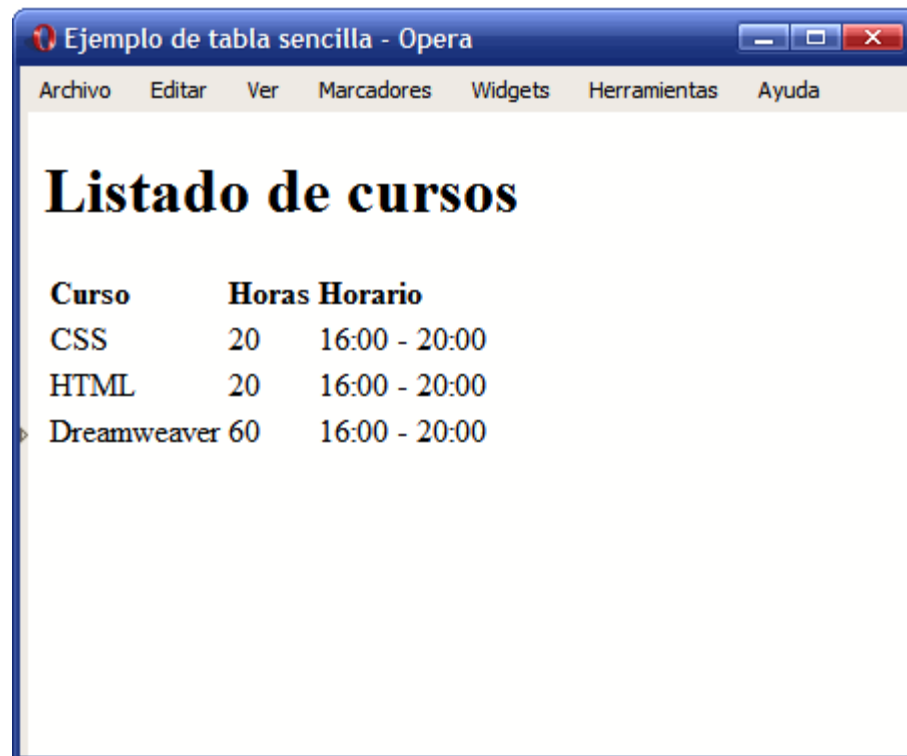 Ejemplo de tabla sencilla - Opera
Archivo Editar Ver Marcadores Widgets Herramientas Ayuda
Listado de cursos
Curso Horas Horario
CSS 20 16:00 - 20:00
HTML 20 16:00 - 20:00
Dreamweaver 60 16:00 - 20:00